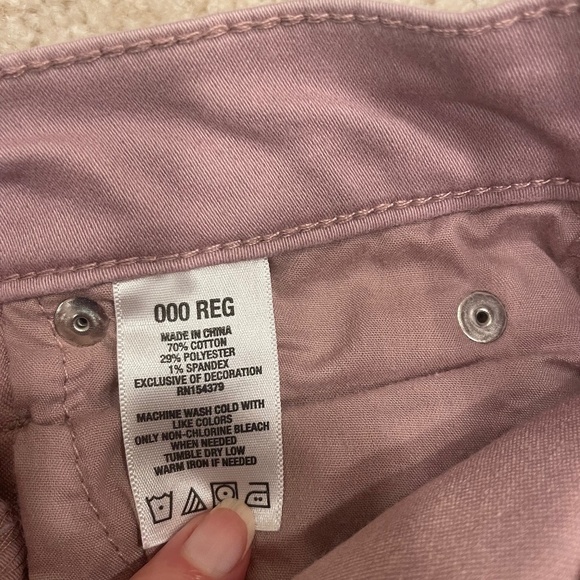 000 REG
MADE IN CHINA
70% COTTON
29% POLYESTER
1% SPANDEX
EXCLUSIVE OF DECORATION
RN154379
MACHINE WASH COLD WITH
LIKE COLORS
ONLY NON-CHLORINE BLEACH
WHEN NEEDED
TUMBLE DRY LOW
WARM IRON IF NEEDED